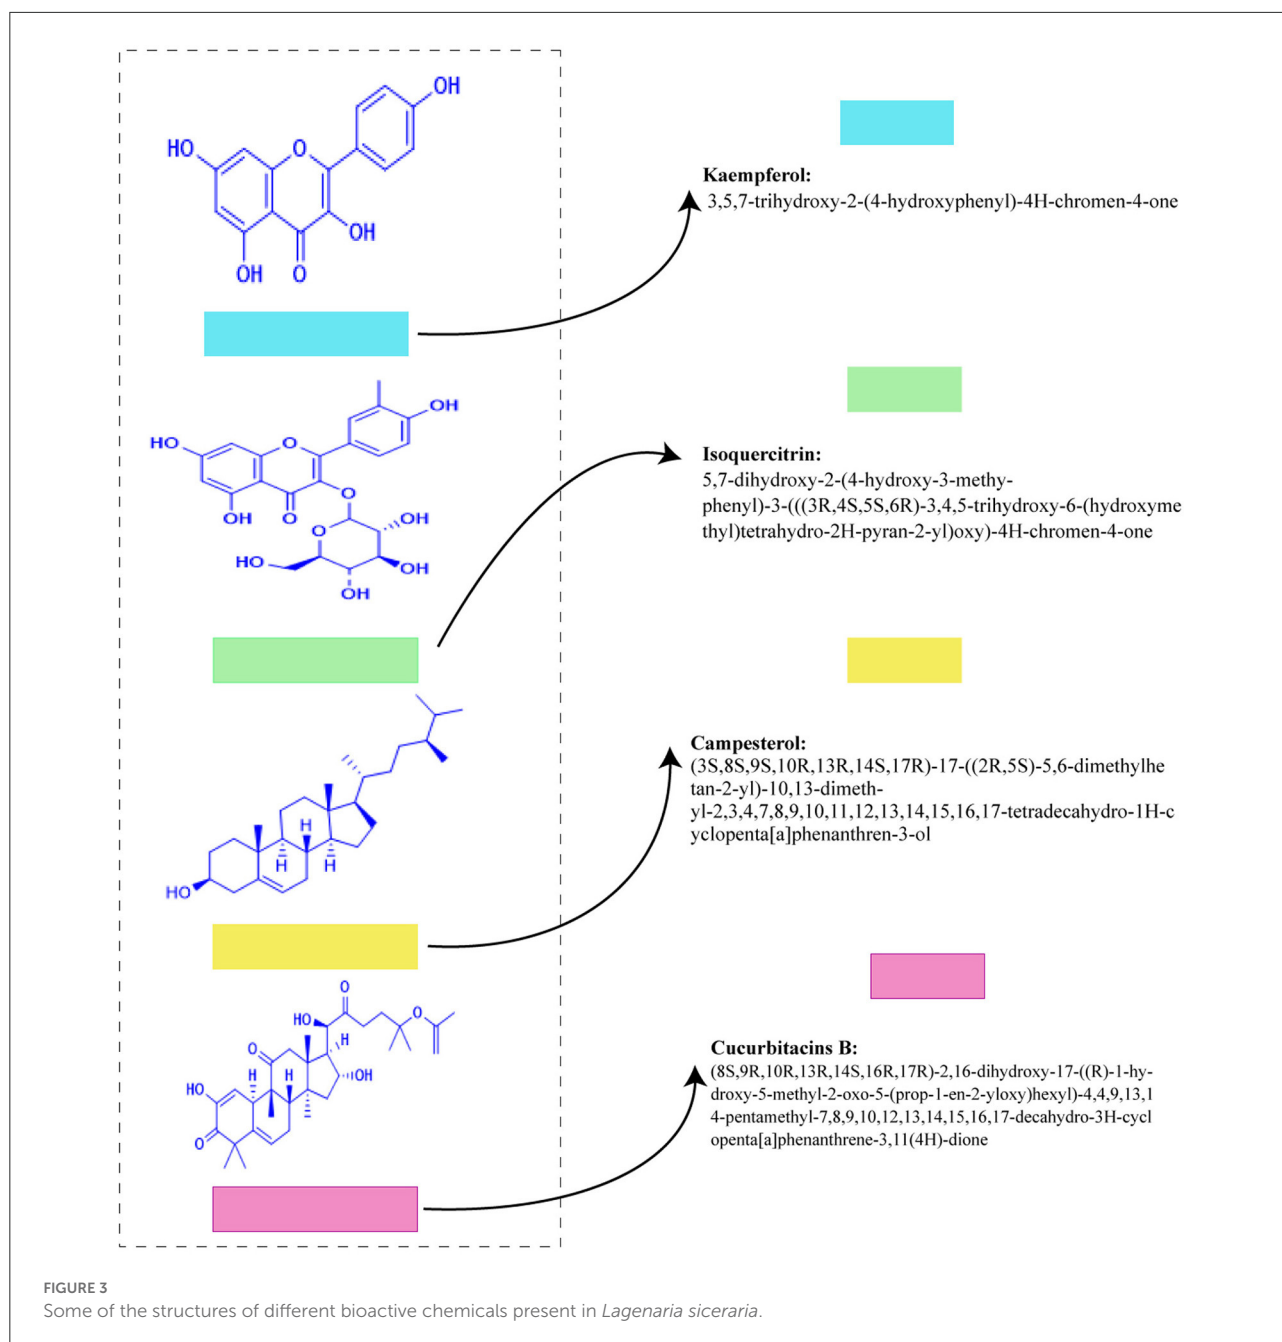 OH
HO
O
OH
OH
O
Kaempferol:
3,5,7-trihydroxy-2-(4-hydroxyphenyl)-4H-chromen-4-one
OH
HO
O
O
OH
O
OH
O
HO
OH
OH
Isoquercitrin:
5,7-dihydroxy-2-(4-hydroxy-3-methy-
phenyl)-3-(((3R,4S,5S,6R)-3,4,5-trihydroxy-6-(hydroxyme
thyl)tetrahydro-2H-pyran-2-yl)oxy)-4H-chromen-4-one
H
H
H
HO
Campesterol:
(3S,8S,9S,10R,13R,14S,17R)-17-((2R,5S)-5,6-dimethylhe
tan-2-yl)-10,13-dimeth-
yl-2,3,4,7,8,9,10,11,12,13,14,15,16,17-tetradecahydro-1H-c
yclopenta[a]phenanthren-3-ol
O
HO
O
H
O
OH
H
HO
H
O
Cucurbitacins B:
(8S,9R,10R,13R,14S,16R,17R)-2,16-dihydroxy-17-((R)-1-hy-
droxy-5-methyl-2-oxo-5-(prop-1-en-2-yloxy)hexyl)-4,4,9,13,1
4-pentamethyl-7,8,9,10,12,13,14,15,16,17-decahydro-3H-cycl
openta[a]phenanthrene-3,11(4H)-dione
FIGURE 3
Some of the structures of different bioactive chemicals present in Lagenaria siceraria.